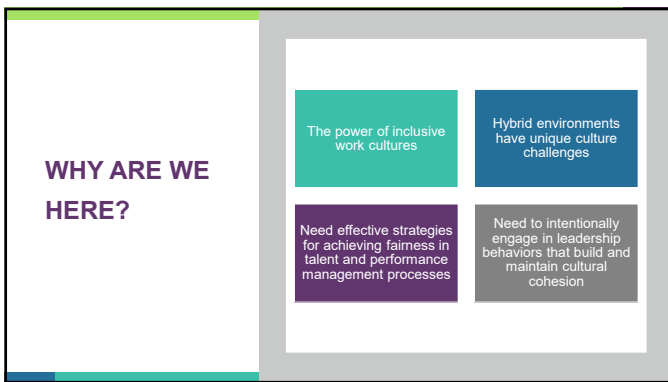 WHY ARE WE
HERE?
The power of inclusive
work cultures
Hybrid environments
have unique culture
challenges
Need effective strategies
for achieving fairness in
talent and performance
management processes
Need to intentionally
engage in leadership
behaviors that build and
maintain cultural
cohesion